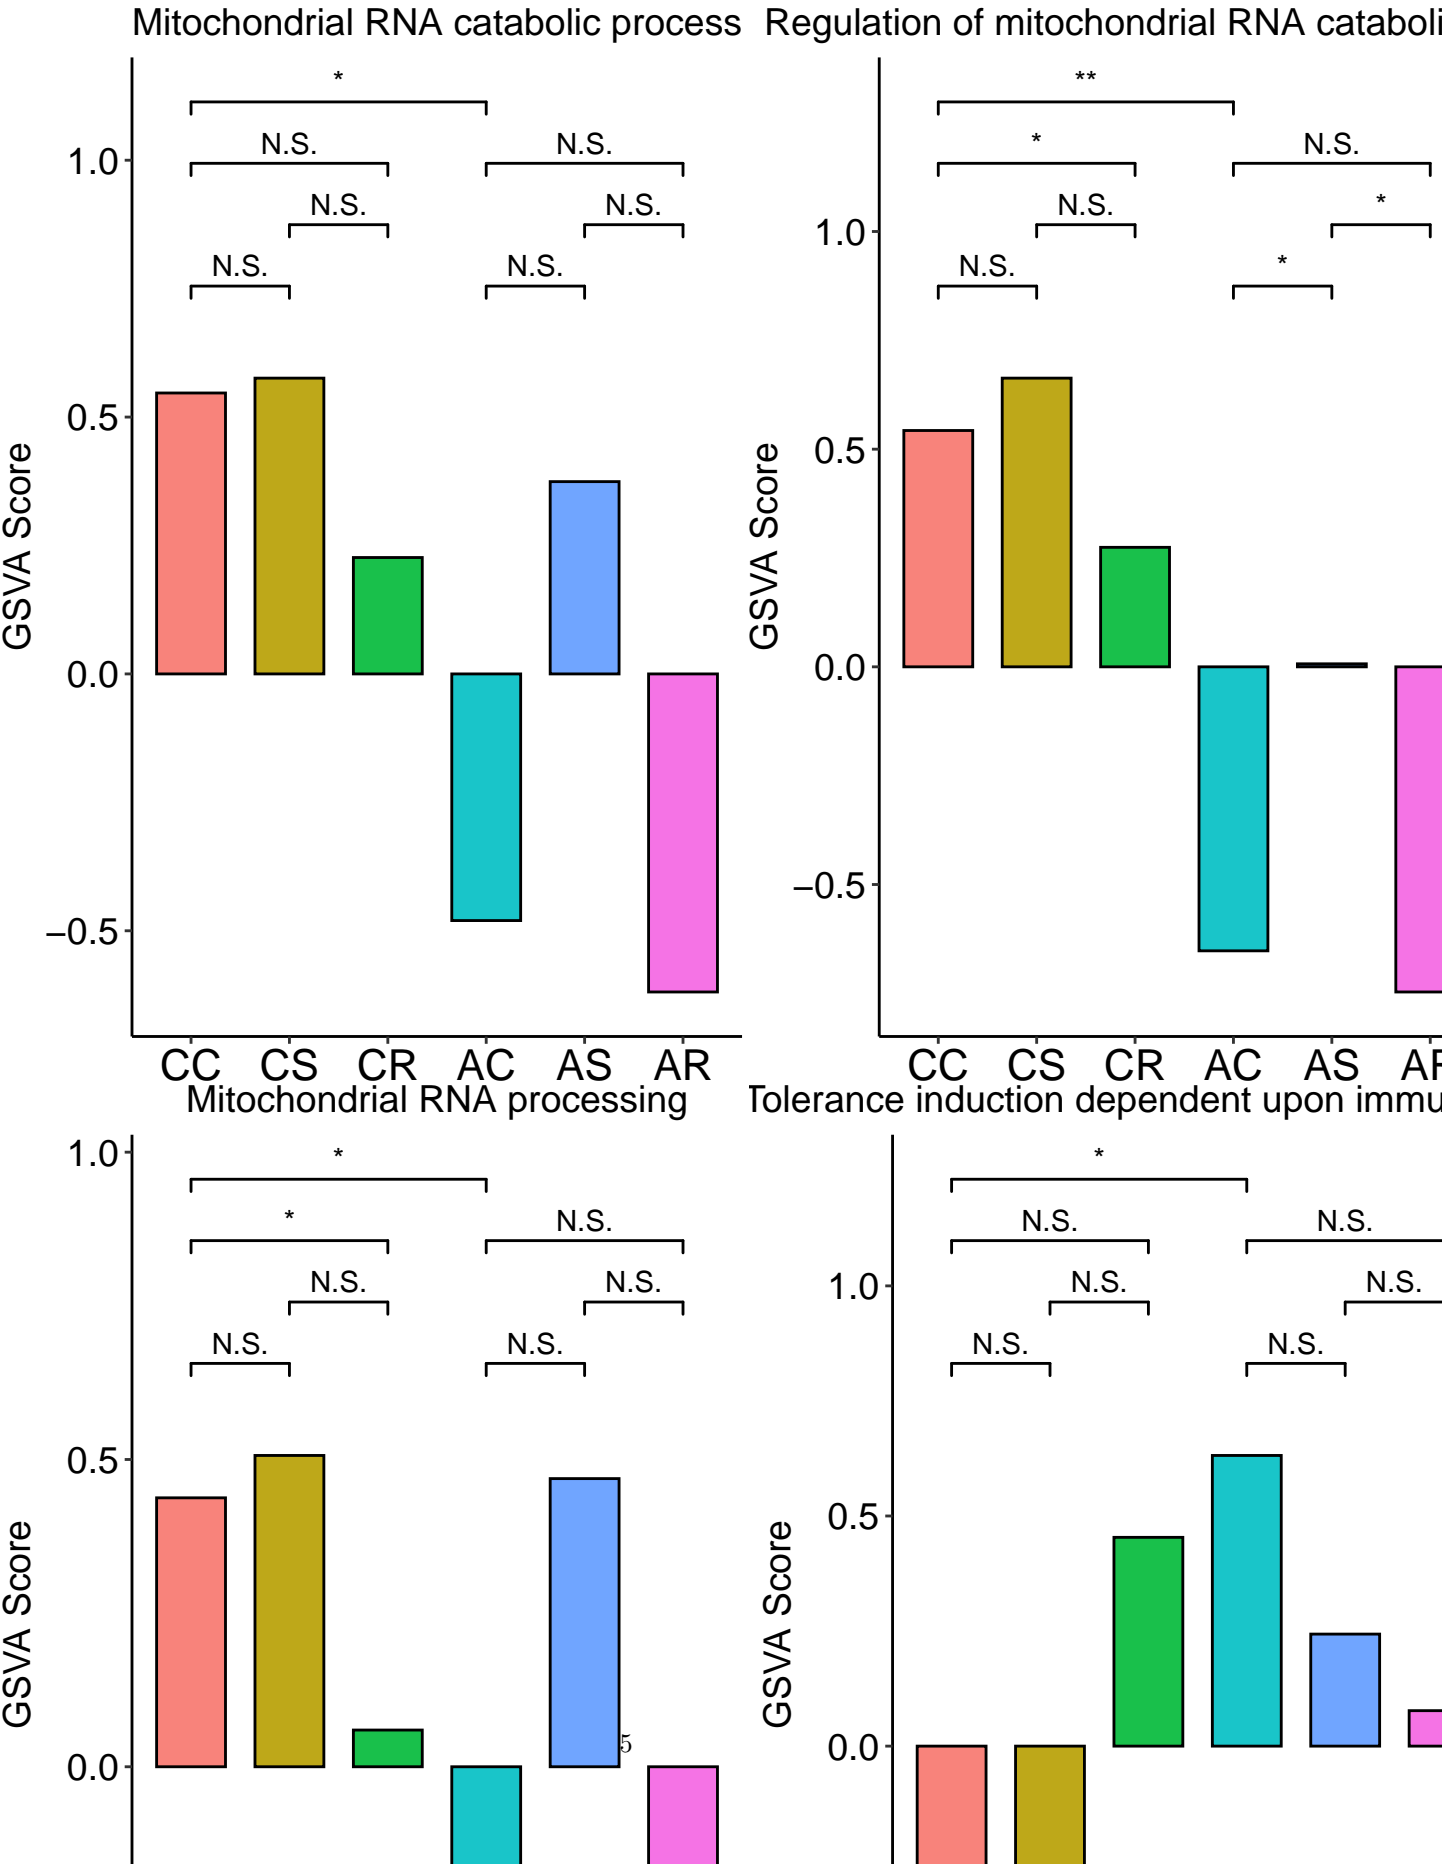 Mitochondrial RNA catabolic process
*
N.S.
N.S.
N.S.
N.S.
N.S.
N.S.
1.0
0.5
0.0
−0.5
GSVA Score
CC CS CR AC AS AR
Regulation of mitochondrial RNA
**
*
N.S.
N.S.
*
N.S.
*
1.0
0.5
0.0
−0.5
GSVA Score
CC CS CR AC AS
Mitochondrial RNA processing
*
*
N.S.
N.S.
N.S.
N.S.
N.S.
1.0
0.5
0.0
GSVA Score
5
Tolerance induction dependent upon
*
N.S.
N.S.
N.S.
N.S.
N.S.
N.S.
1.0
0.5
0.0
GSVA Score